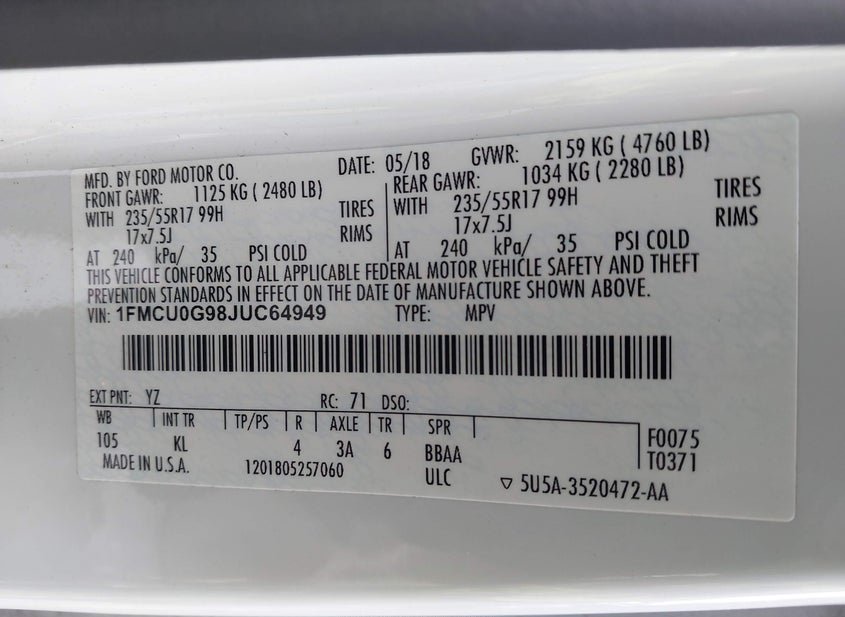 MFD. BY FORD MOTOR CO. DATE: 05/18 GVWR: 2159 KG ( 4760 LB)
FRONT GAWR: 1125 KG ( 2480 LB) REAR GAWR: 1034 KG ( 2280 LB)
WITH 235/55R17 99H TIRES WITH 235/55R17 99H TIRES
17x7.5J RIMS 17x7.5J RIMS
AT 240 kPa/ 35 PSI COLD AT 240 kPa/ 35 PSI COLD
THIS VEHICLE CONFORMS TO ALL APPLICABLE FEDERAL MOTOR VEHICLE SAFETY AND THEFT
PREVENTION STANDARDS IN EFFECT ON THE DATE OF MANUFACTURE SHOWN ABOVE.
VIN: 1FMCU0G98JUC64949 TYPE: MPV
EXT PNT: YZ RC: 71 DSO:
WB INT TR TP/PS R AXLE TR SPR F0075
105 KL 4 3A 6 BBAA T0371
MADE IN U.S.A. 1201805257060 ULC ▽ 5U5A-3520472-AA